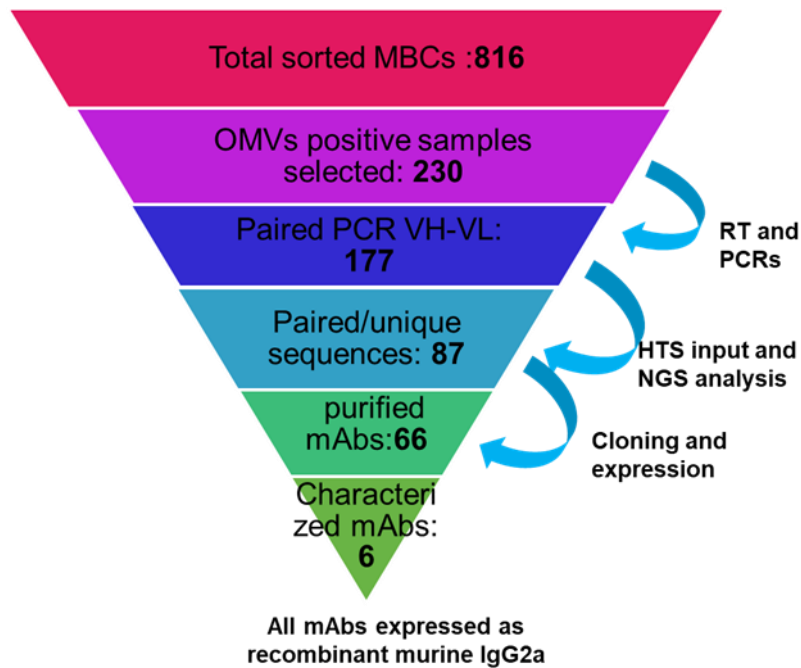 Total sorted MBCs :816
OMVs positive samples
selected: 230
RT and
PCRs
Paired PCR VH-VL:
177
HTS input and
NGS analysis
Paired/unique
sequences: 87
Cloning and
expression
purified
mAbs:66
Characteri
zed mAbs:
6
All mAbs expressed as
recombinant murine IgG2a